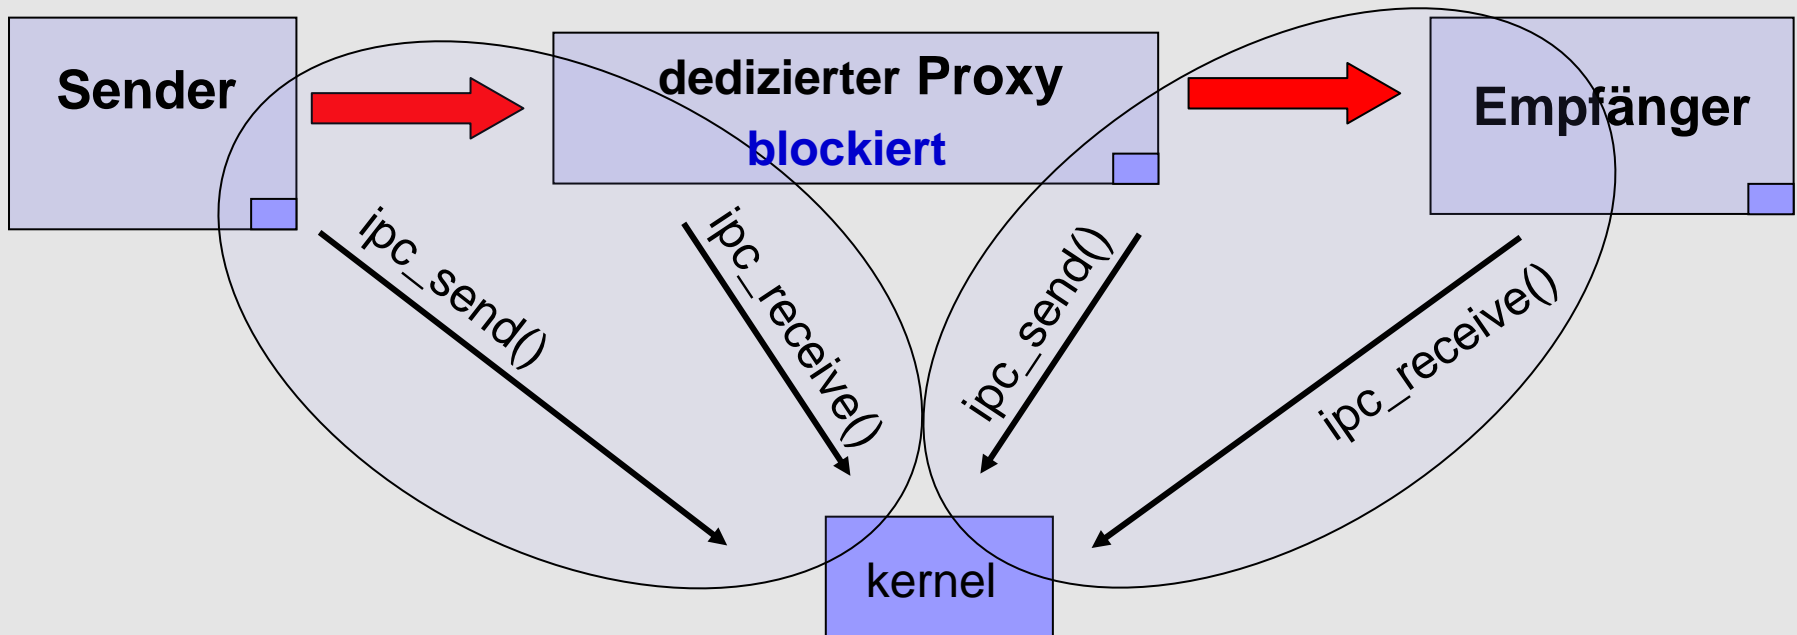 Sender
dedizierter Proxy
blockiert
Empfänger
ipc_send()
ipc_receive()
ipc_send()
ipc_receive()
kernel